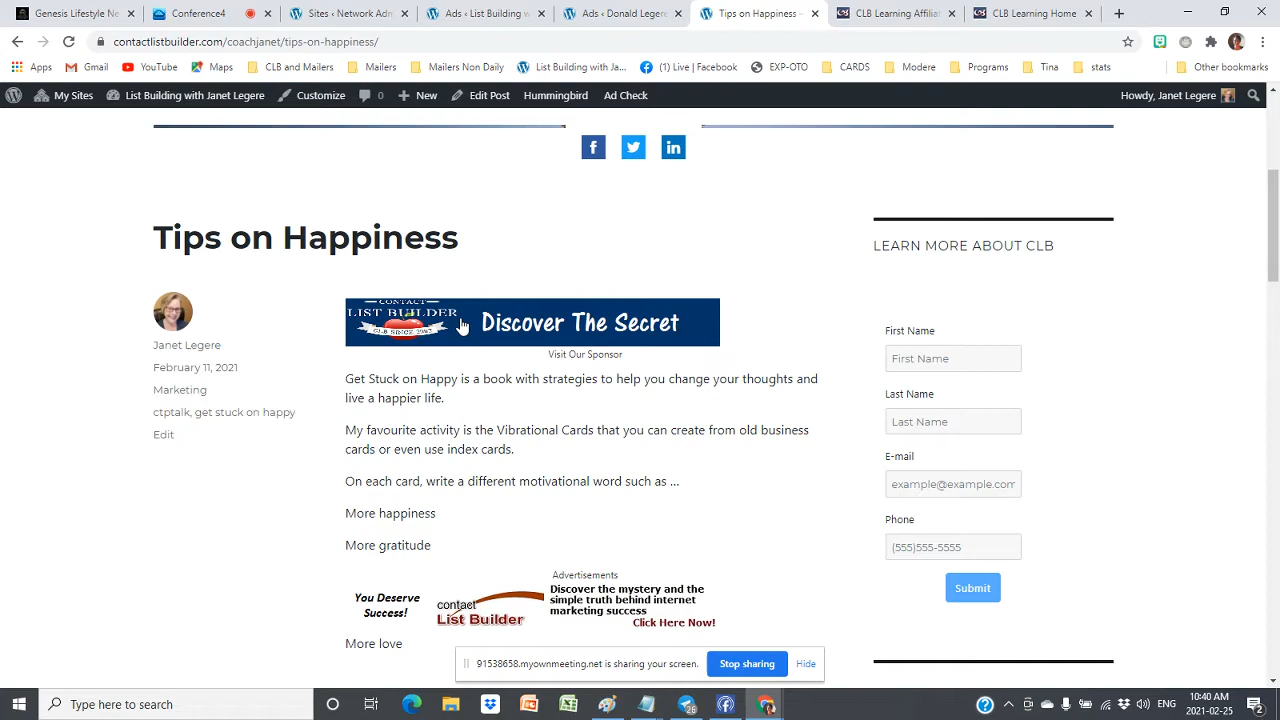 Genesis Lifestyle Ne
Conference4
Sites ‹ Network Adm
Ads ‹ List Building w
Ads ‹ Donald Legere
Tips on Happiness –
CLB Learning Affilia
CLB Learning Home
contactlistbuilder.com/coachjanet/tips-on-happiness/
Apps
Gmail
YouTube
Maps
CLB and Mailers
Mailers
Mailers Non Daily
List Building with Ja...
(1) Live | Facebook
EXP-OTO
CARDS
Modere
Programs
Tina
stats
Other bookmarks
My Sites
List Building with Janet Legere
Customize
0
New
Edit Post
Hummingbird
Ad Check
Howdy, Janet Legere
Tips on Happiness
Janet Legere
February 11, 2021
Marketing
ctptalk, get stuck on happy
Edit
CONTACT
LIST BUILDER
CLB SINCE 2007
Discover The Secret
Visit Our Sponsor
Get Stuck on Happy is a book with strategies to help you change your thoughts and
live a happier life.
My favourite activity is the Vibrational Cards that you can create from old business
cards or even use index cards.
On each card, write a different motivational word such as ...
More happiness
More gratitude
Advertisements
You Deserve
Success!
contact
List Builder
Discover the mystery and the
simple truth behind internet
marketing success
Click Here Now!
More love
LEARN MORE ABOUT CLB
First Name
First Name
Last Name
Last Name
E-mail
example@example.com
Phone
(555)555-5555
Submit
91538658.myownmeeting.net is sharing your screen.
Stop sharing
Hide
Type here to search
26
ENG
10:40 AM
2021-02-25
2